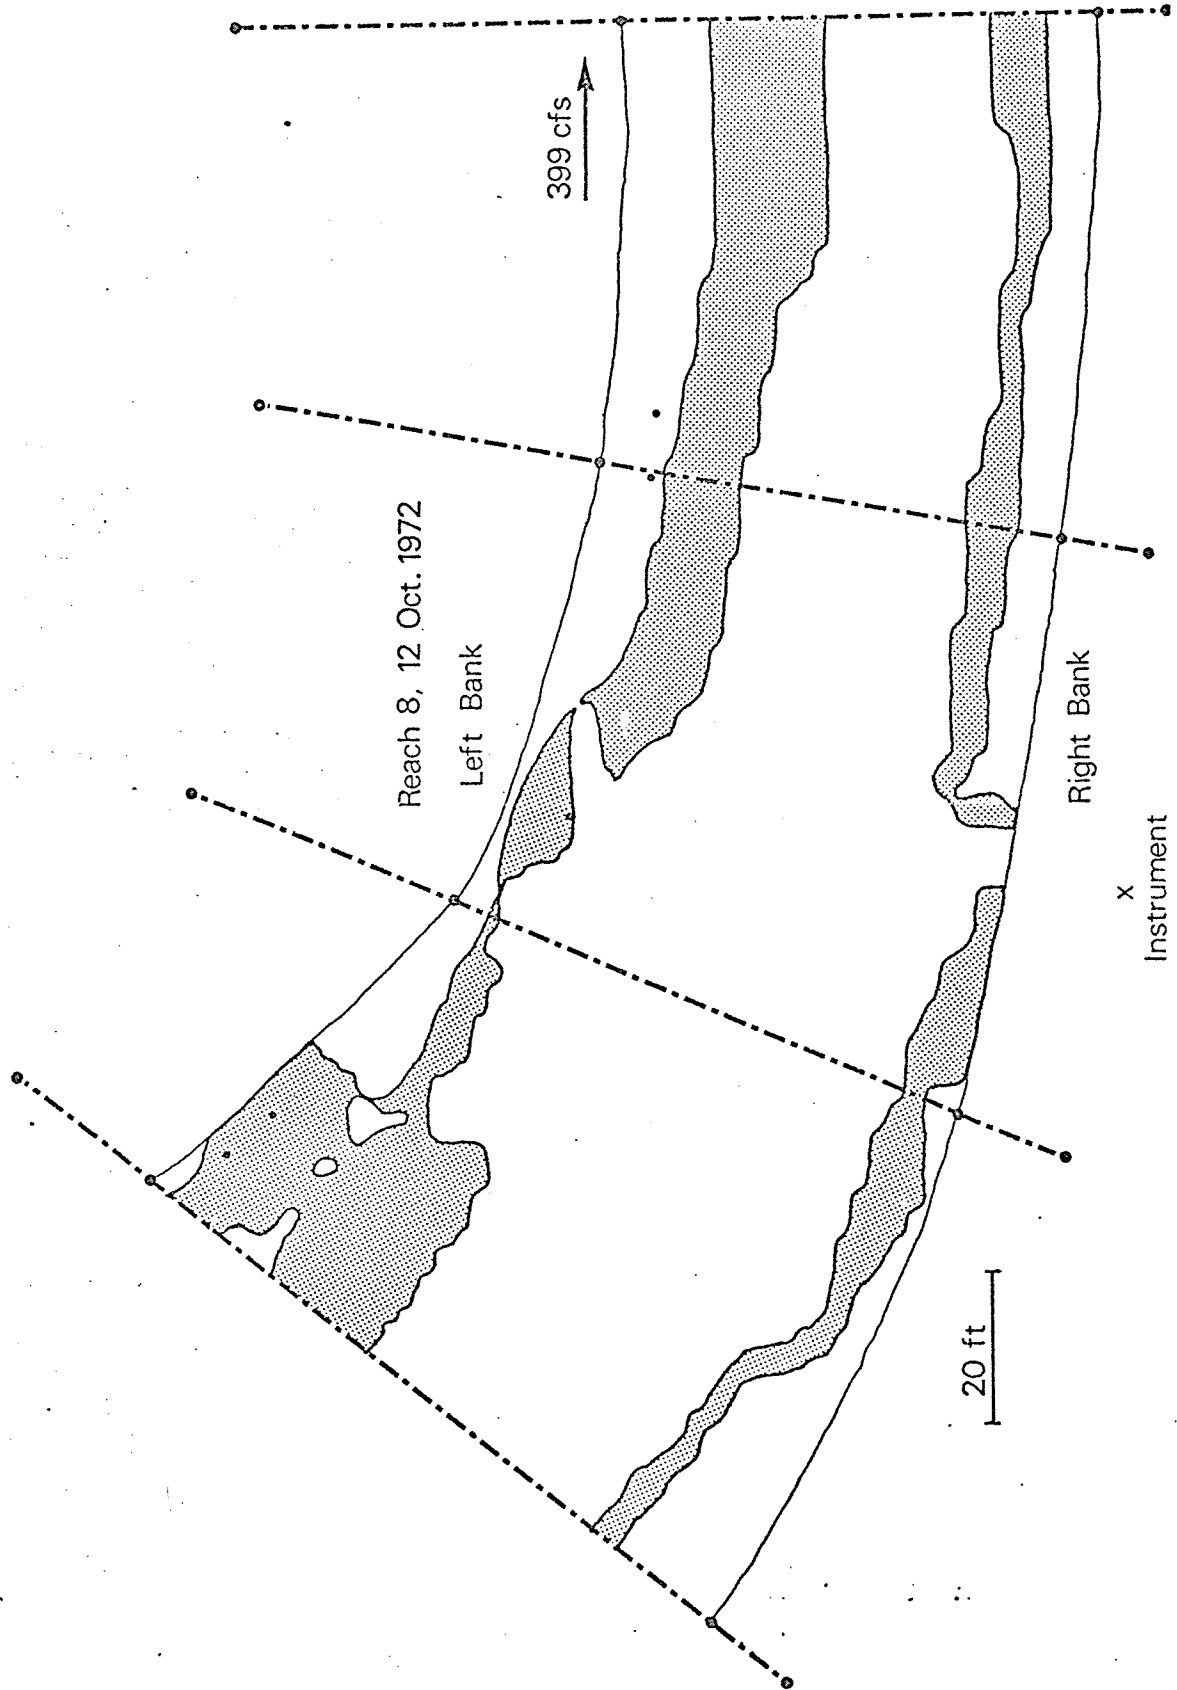 399 cfs
Reach 8, 12 Oct. 1972
Left Bank
Right Bank
x
Instrument
20 ft